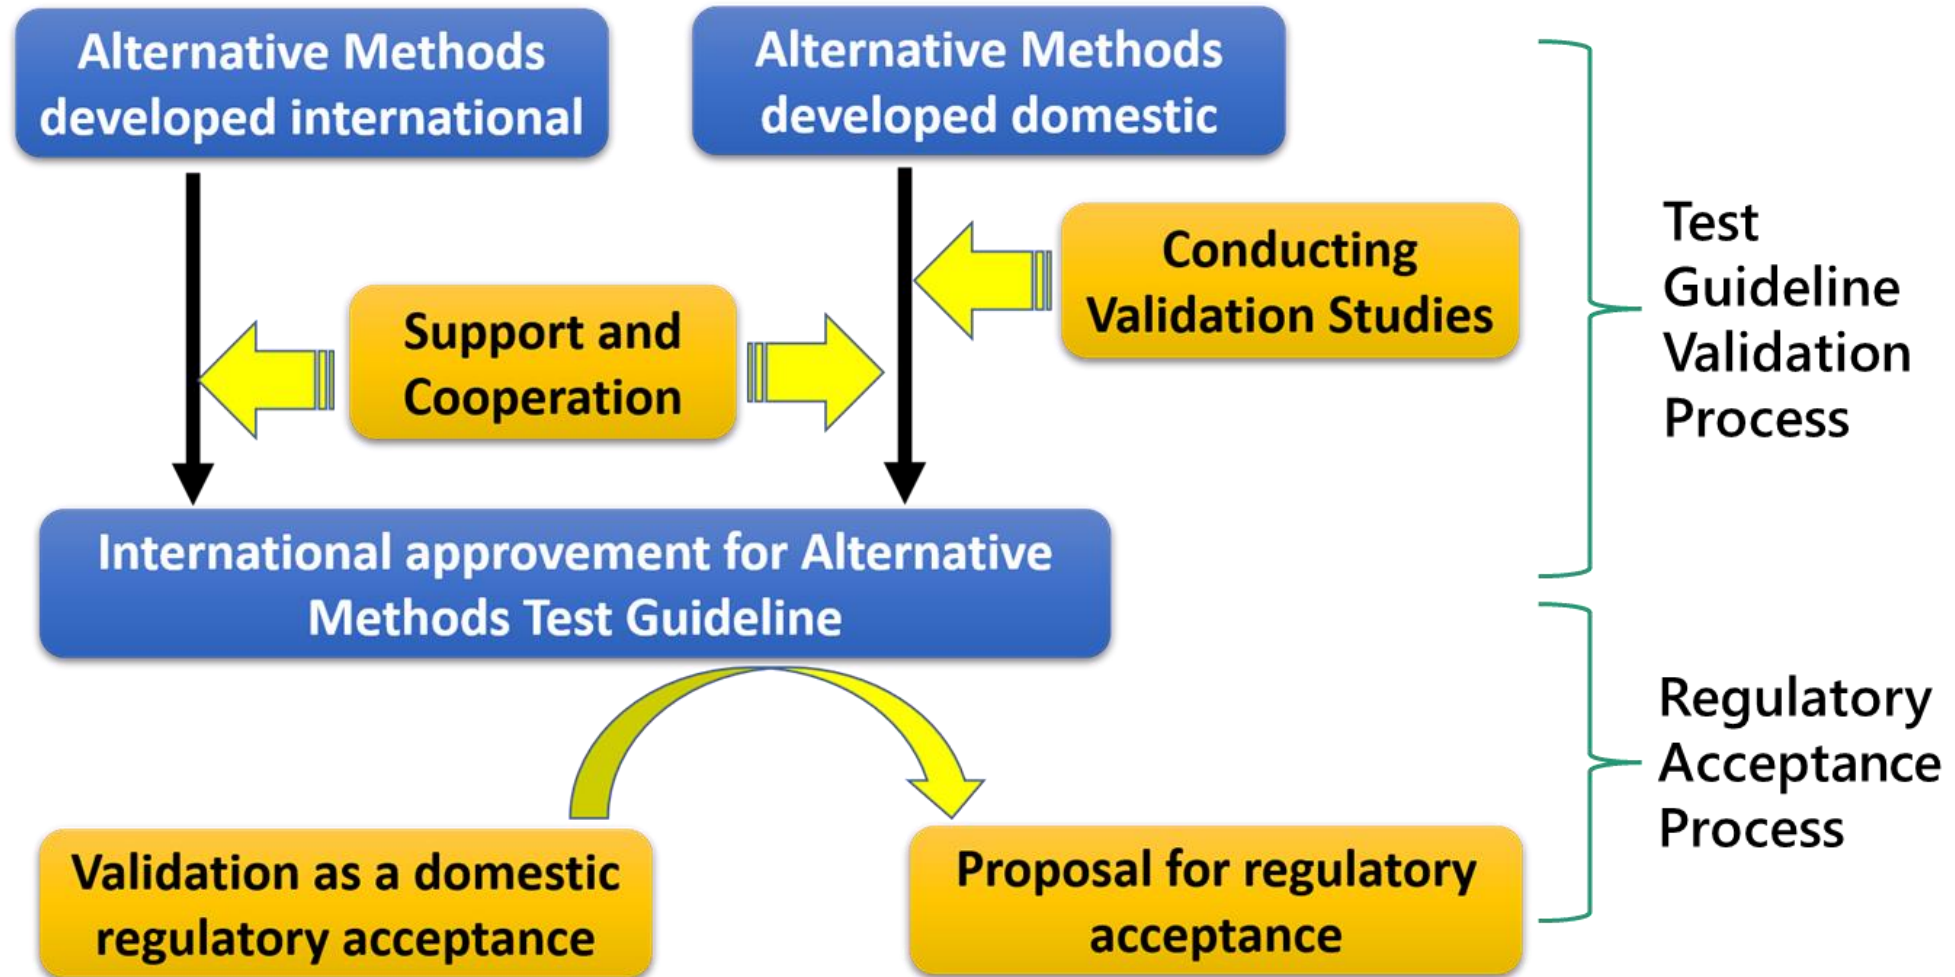 Alternative Methods
developed international
Alternative Methods
developed domestic
Conducting
Validation Studies
Support and
Cooperation
Test
Guideline
Validation
Process
International approvement for Alternative
Methods Test Guideline
Regulatory
Acceptance
Process
Validation as a domestic
regulatory acceptance
Proposal for regulatory
acceptance